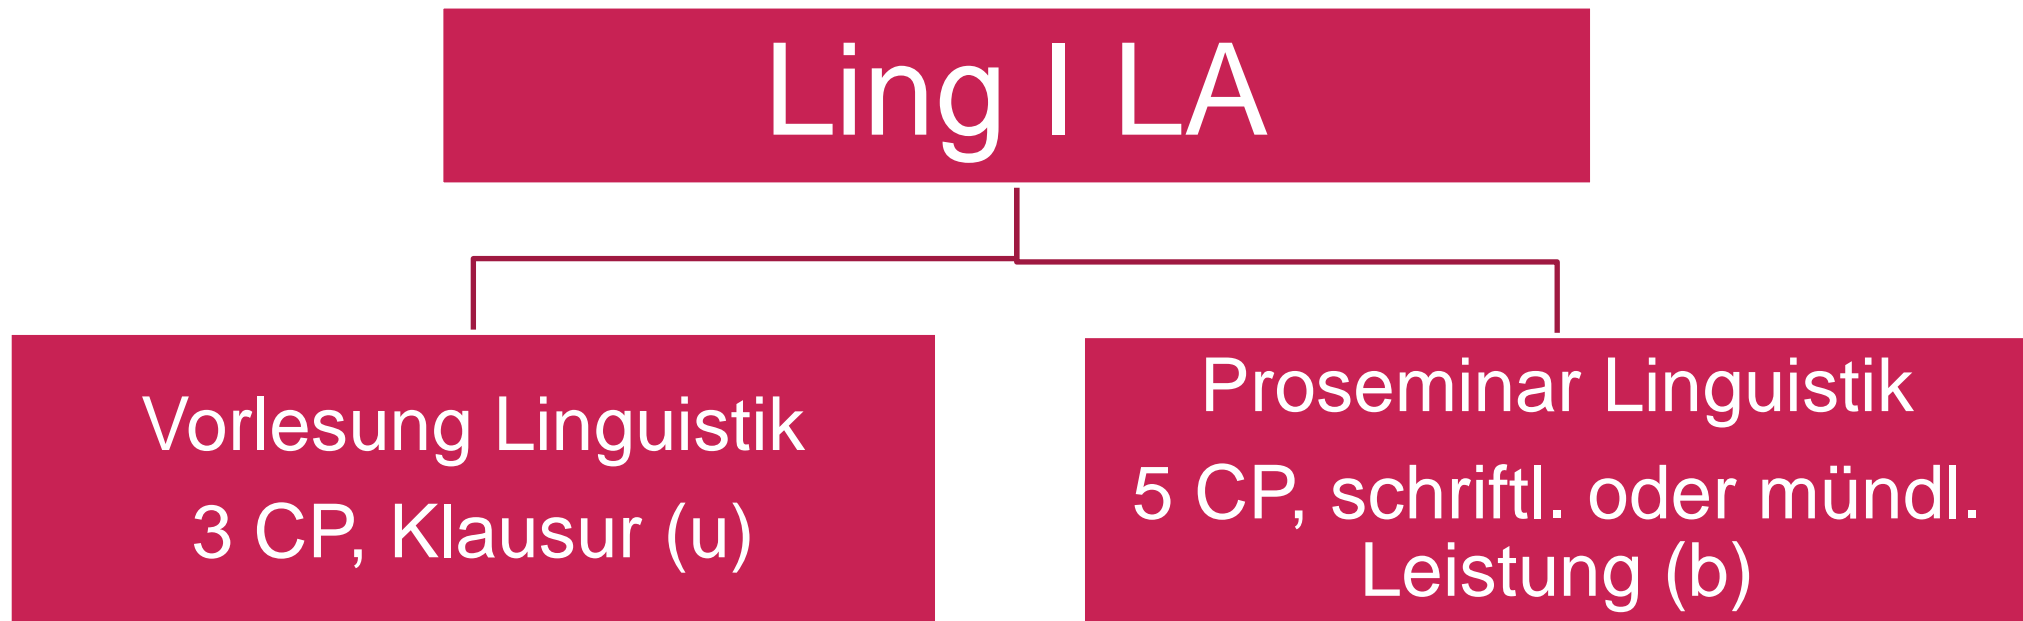 Ling I LA
Vorlesung Linguistik
3 CP, Klausur (u)
Proseminar Linguistik
5 CP, schriftl. oder mündl.
Leistung (b)